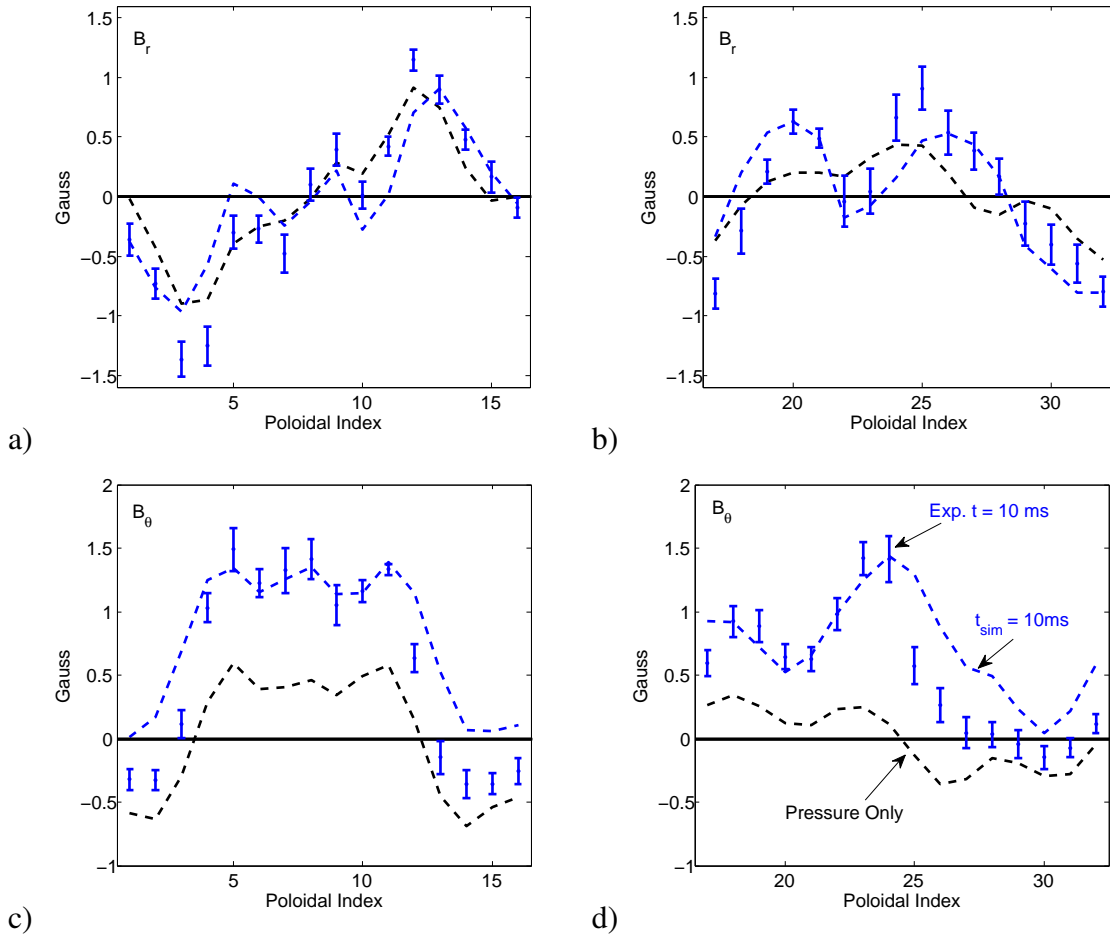 B_r
Gauss
1.5
1
0.5
0
−0.5
−1
−1.5
5 10 15
Poloidal Index
a)
B_r
Gauss
1.5
1
0.5
0
−0.5
−1
−1.5
20 25 30
Poloidal Index
b)
B_θ
Gauss
2
1.5
1
0.5
0
−0.5
−1
5 10 15
Poloidal Index
c)
B_θ
Gauss
2
1.5
1
0.5
0
−0.5
−1
Exp. t = 10 ms
t_sim = 10ms
Pressure Only
20 25 30
Poloidal Index
d)